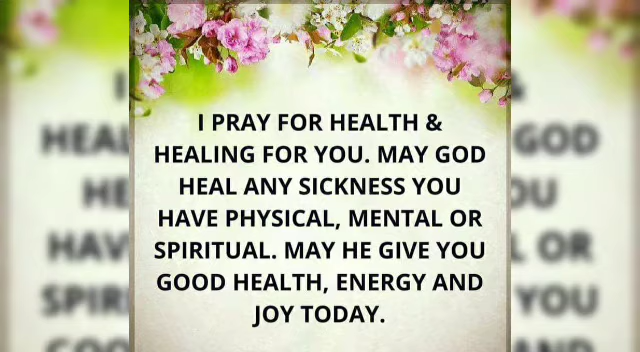 I PRAY FOR HEALTH &
HEALING FOR YOU. MAY GOD
HEAL ANY SICKNESS YOU
HAVE PHYSICAL, MENTAL OR
SPIRITUAL. MAY HE GIVE YOU
GOOD HEALTH, ENERGY AND
JOY TODAY.